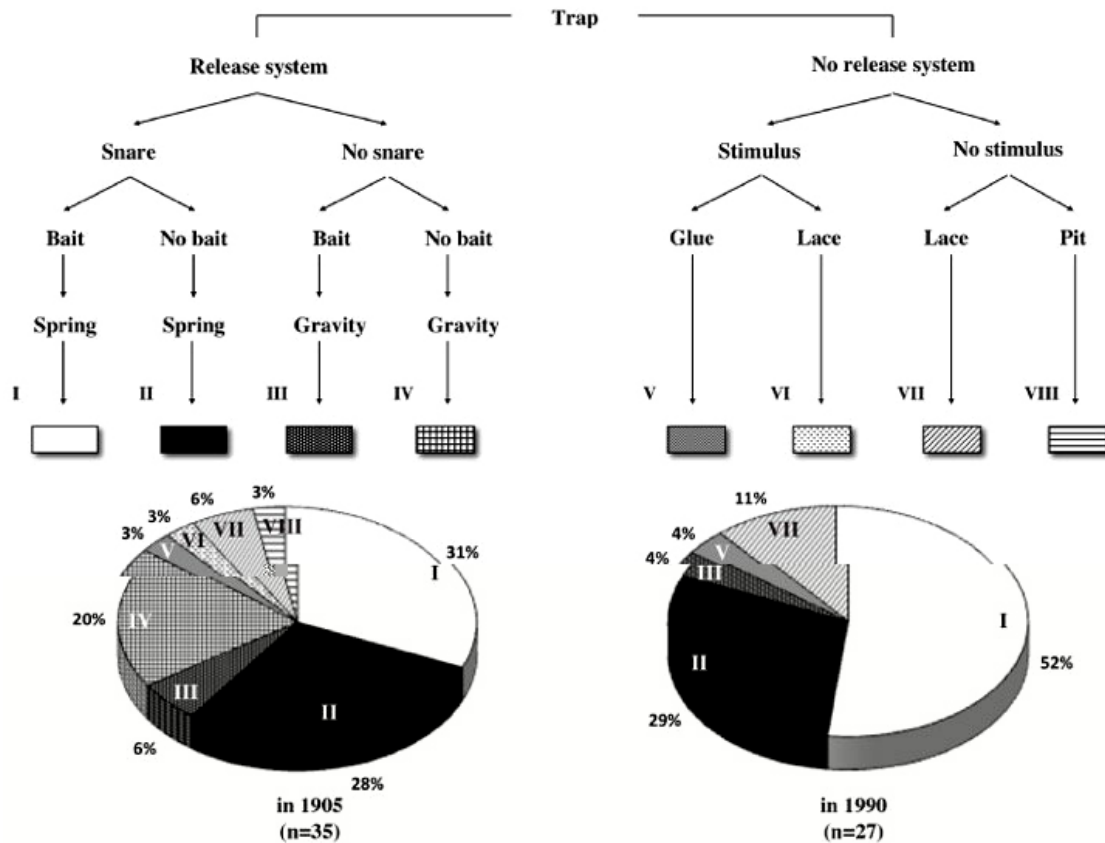 Trap
Release system No release system
Snare No snare Stimulus No stimulus
Bait No bait Bait No bait Glue Lace Lace Pit
Spring Spring Gravity Gravity
I II III IV V VI VII VIII
3% 6% 3% 11%
3% VII VIII 4% VII
V VI 31% 4% V
I III
20% IV I
II 52%
III II 29%
6% 28%
in 1905 in 1990
(n=35) (n=27)